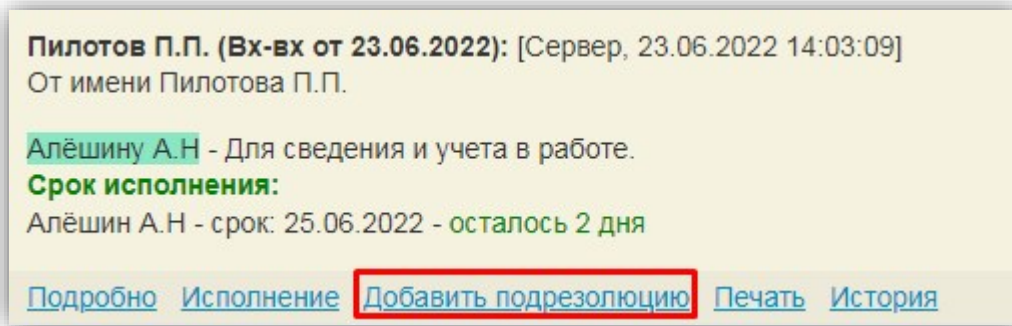 Пилотов П.П. (Вх-вх от 23.06.2022): [Сервер, 23.06.2022 14:03:09]
От имени Пилотова П.П.
Алёшину А.Н - Для сведения и учета в работе.
Срок исполнения:
Алёшин А.Н - срок: 25.06.2022 - осталось 2 дня
Подробно Исполнение Добавить подрезолюцию Печать История